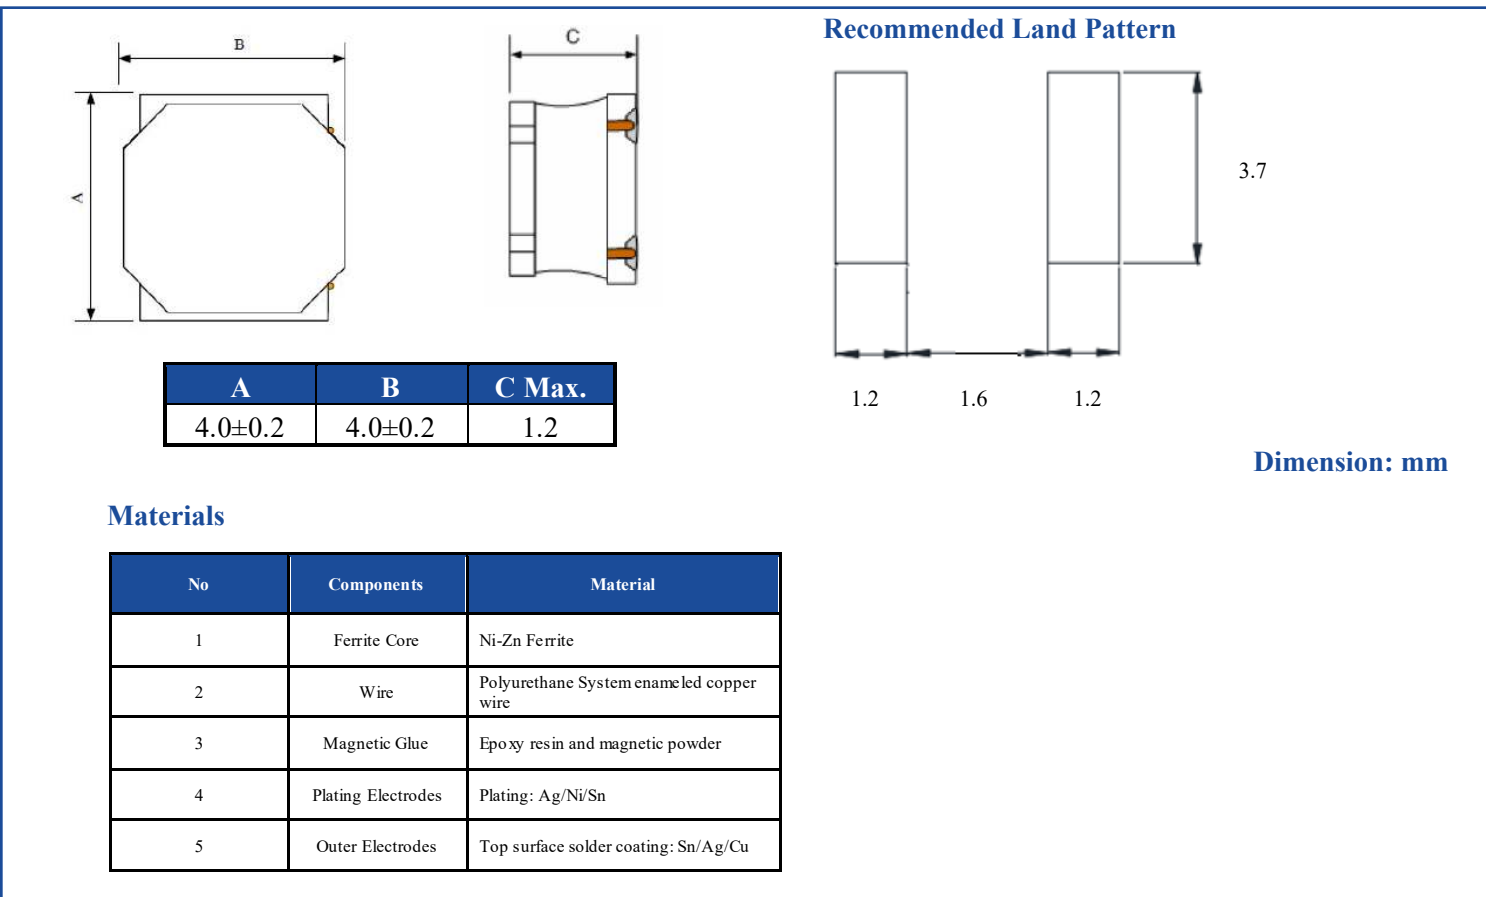 B
C
A
Recommended Land Pattern
3.7
1.2 1.6 1.2
A B C Max.
4.0±0.2 4.0±0.2 1.2
Dimension: mm
Materials
No Components Material
1 Ferrite Core Ni-Zn Ferrite
2 Wire Polyurethane System enameled copper
wire
3 Magnetic Glue Epoxy resin and magnetic powder
4 Plating Electrodes Plating: Ag/Ni/Sn
5 Outer Electrodes Top surface solder coating: Sn/Ag/Cu